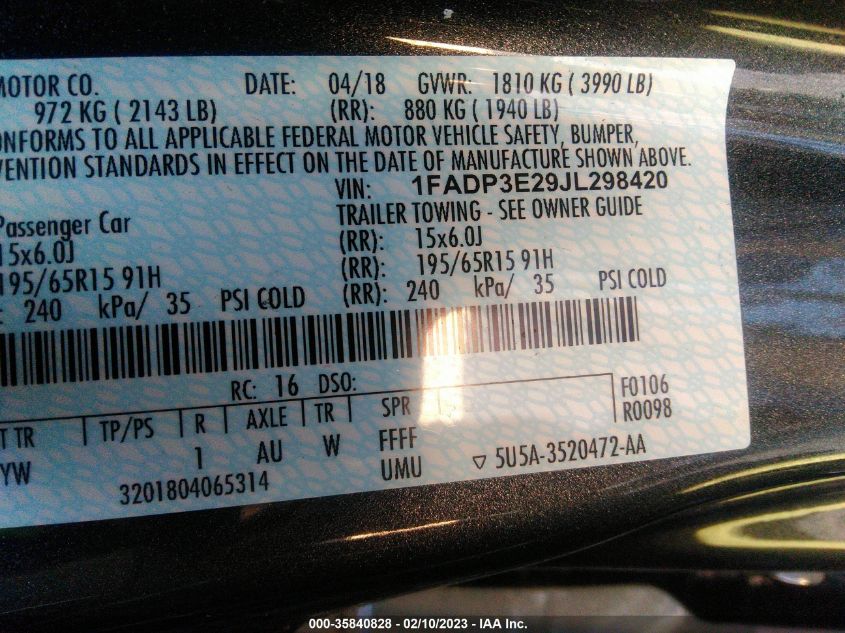 MOTOR CO. DATE: 04/18 GVWR: 1810 KG ( 3990 LB)
972 KG ( 2143 LB) (RR): 880 KG ( 1940 LB)
ONFORMS TO ALL APPLICABLE FEDERAL MOTOR VEHICLE SAFETY, BUMPER,
VENTION STANDARDS IN EFFECT ON THE DATE OF MANUFACTURE SHOWN ABOVE.
VIN: 1FADP3E29JL298420
Passenger Car TRAILER TOWING - SEE OWNER GUIDE
15x6.0J (RR): 15x6.0J
195/65R15 91H (RR): 195/65R15 91H
: 240 kPa/ 35 PSI COLD (RR): 240 kPa/ 35 PSI COLD
RC: 16 DSO:
F0106
R0098
T TR TP/PS R AXLE TR SPR
YW 1 AU W FFFF
UMU
5U5A-3520472-AA
3201804065314
000-35840828 - 02/10/2023 - IAA Inc.